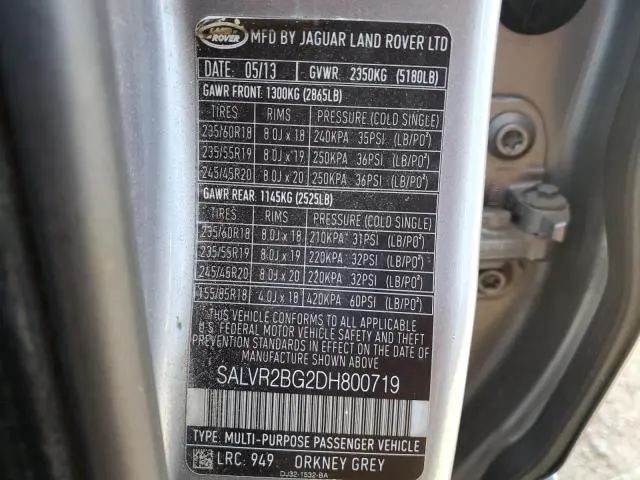 LAND ROVER
MFD BY JAGUAR LAND ROVER LTD
DATE: 05/13 GVWR: 2350KG (5180LB)
GAWR FRONT: 1300KG (2865LB)
TIRES RIMS PRESSURE (COLD SINGLE)
235/60R18 8.0J x 18 240KPA 35PSI (LB/PO²)
235/55R19 8.0J x 19 250KPA 36PSI (LB/PO²)
245/45R20 8.0J x 20 250KPA 36PSI (LB/PO²)
GAWR REAR: 1145KG (2525LB)
TIRES RIMS PRESSURE (COLD SINGLE)
235/60R18 8.0J x 18 210KPA 31PSI (LB/PO²)
235/55R19 8.0J x 19 220KPA 32PSI (LB/PO²)
245/45R20 8.0J x 20 220KPA 32PSI (LB/PO²)
155/85R18 4.0J x 18 420KPA 60PSI (LB/PO²)
THIS VEHICLE CONFORMS TO ALL APPLICABLE
U.S. FEDERAL MOTOR VEHICLE SAFETY AND THEFT
PREVENTION STANDARDS IN EFFECT ON THE DATE OF
MANUFACTURE SHOWN ABOVE.
SALVR2BG2DH800719
TYPE: MULTI-PURPOSE PASSENGER VEHICLE
LRC: 949 ORKNEY GREY
DJ32-1532-BA